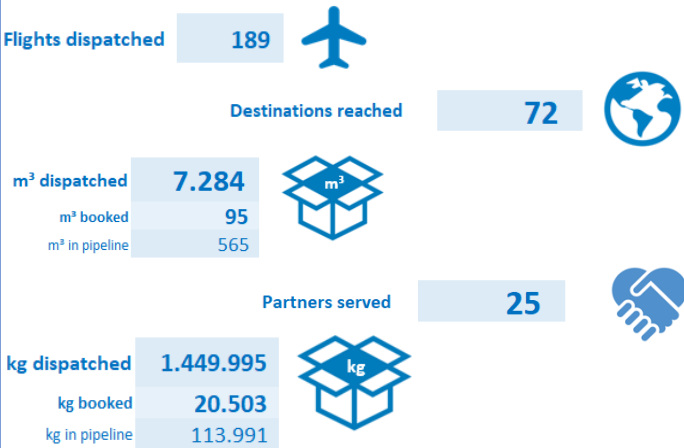 Flights dispatched 189
Destinations reached 72
m³ dispatched 7.284
m³
m³ booked 95
m³ in pipeline 565
Partners served 25
kg dispatched 1.449.995
kg
kg booked 20.503
kg in pipeline 113.991